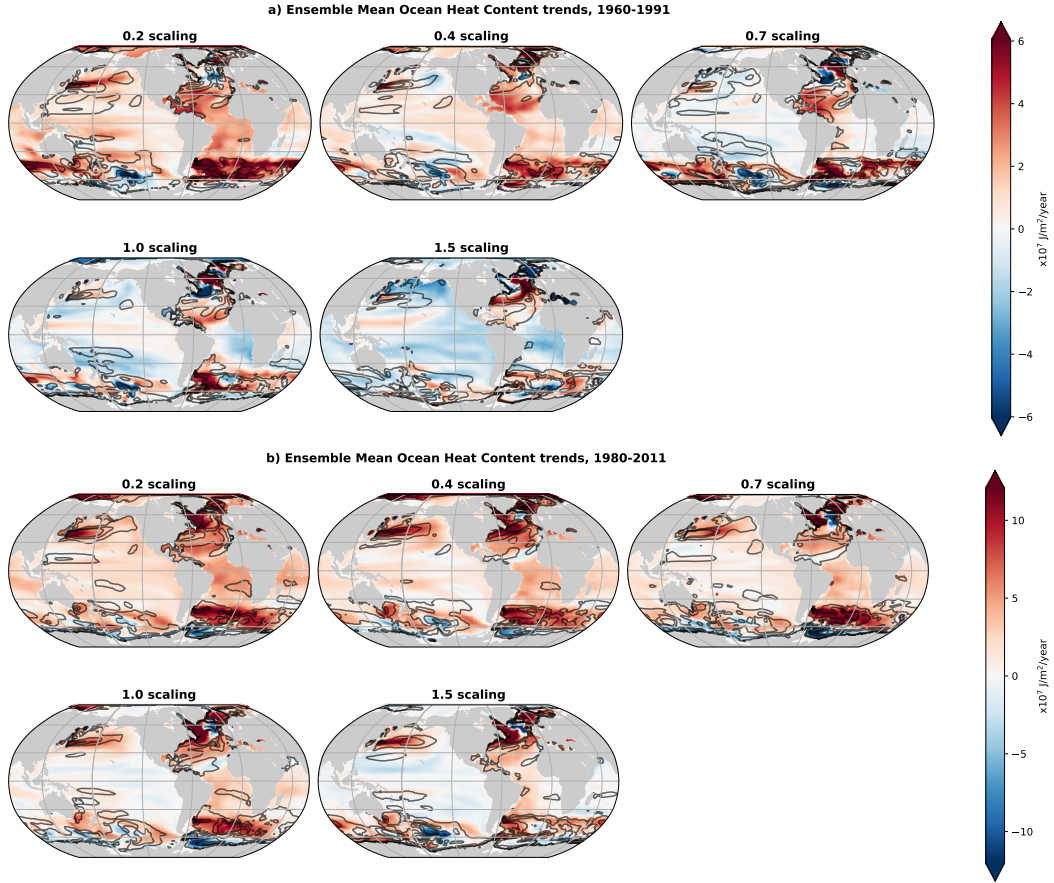 a) Ensemble Mean Ocean Heat Content trends, 1960-1991
0.2 scaling
0.4 scaling
0.7 scaling
1.0 scaling
1.5 scaling
6
4
2
0
−2
−4
−6
x10⁷ J/m²/year
b) Ensemble Mean Ocean Heat Content trends, 1980-2011
0.2 scaling
0.4 scaling
0.7 scaling
1.0 scaling
1.5 scaling
10
5
0
−5
−10
x10⁷ J/m²/year